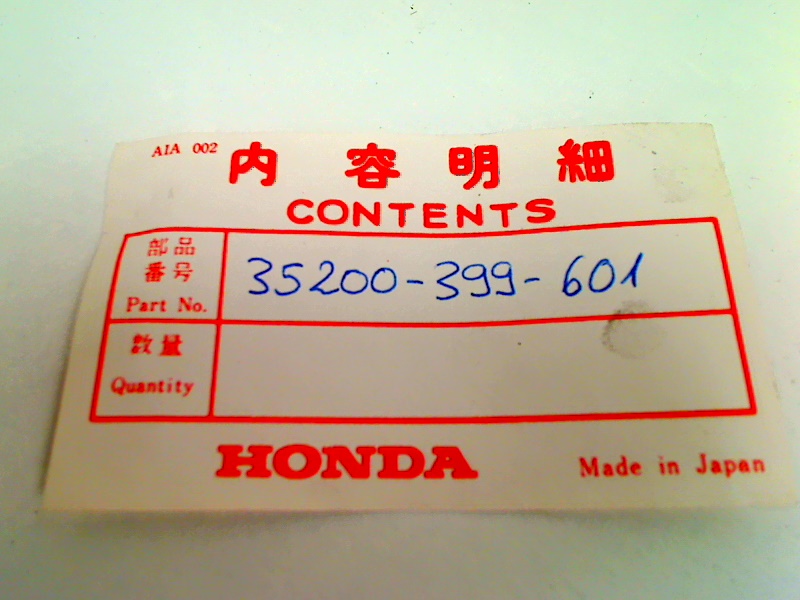 AIA 002
内容明細
CONTENTS
部品
番号
Part No.
35200-399-601
数量
Quantity
HONDA
Made in Japan